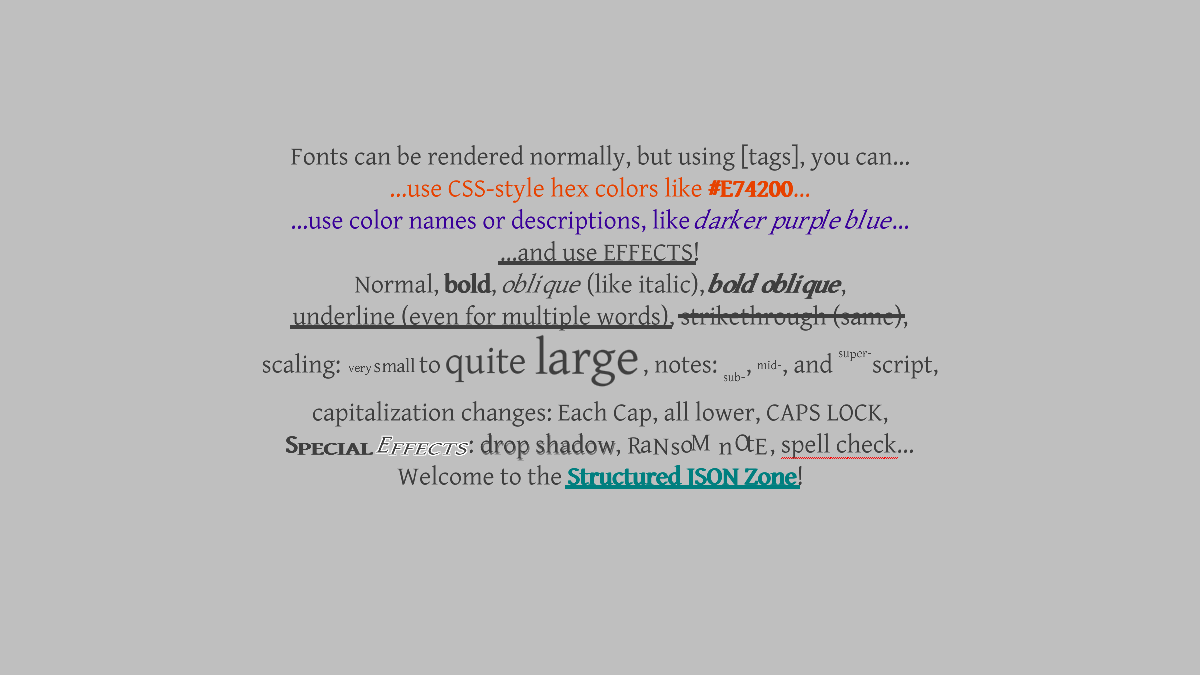 Fonts can be rendered normally, but using [tags], you can...
...use CSS-style hex colors like #E74200...
...use color names or descriptions, like darker purple blue...
...and use EFFECTS!
Normal, bold, oblique (like italic), bold oblique,
underline (even for multiple words), strikethrough (same),
scaling: very small to quite large , notes: sub-, mid-, and super-script,
capitalization changes: Each Cap, all lower, CAPS LOCK,
Special Effects: drop shadow, RaNsoM nOtE, spell check...
Welcome to the Structured JSON Zone!